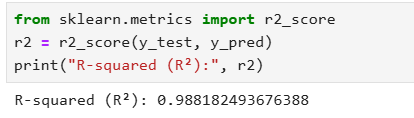 from sklearn.metrics import r2_score
r2 = r2_score(y_test, y_pred)
print("R-squared (R²):", r2)
R-squared (R²): 0.988182493676388